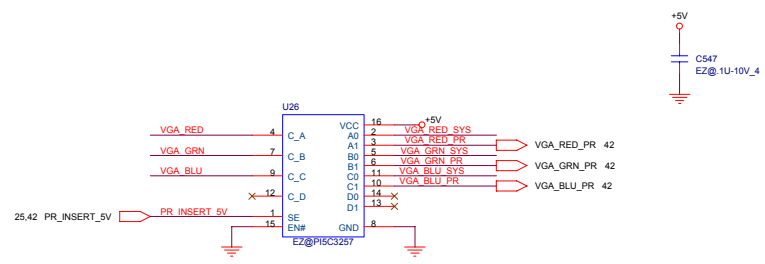 +5V
C547
EZ@.1U-10V_4
U26
VCC 16 +5V
VGA_RED 4 C_A A0 2 VGA_RED_SYS
A1 3 VGA_RED_PR VGA_RED_PR 42
VGA_GRN 7 C_B B0 5 VGA_GRN_SYS
B1 6 VGA_GRN_PR VGA_GRN_PR 42
VGA_BLU 9 C_C C0 11 VGA_BLU_SYS
C1 10 VGA_BLU_PR VGA_BLU_PR 42
12 C_D D0 14
D1 13
25,42 PR_INSERT_5V PR_INSERT_5V 1 SE
15 EN# GND 8
EZ@PI5C3257